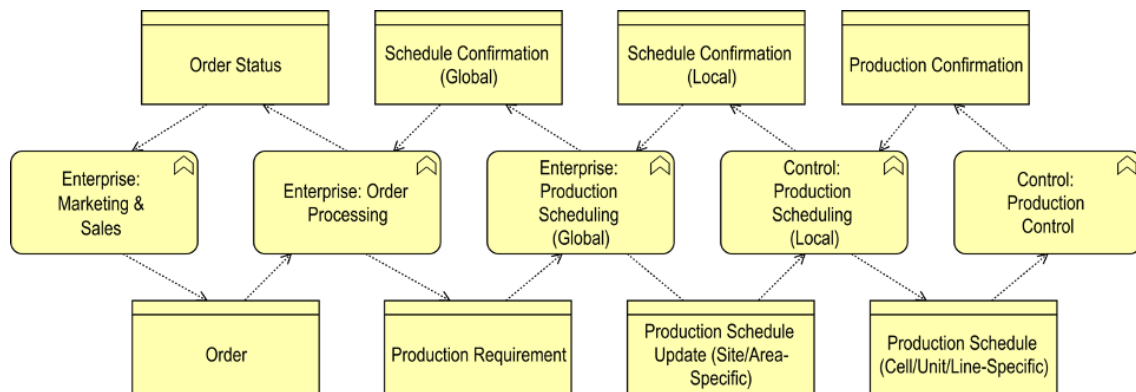 Order Status
Schedule Confirmation
(Global)
Schedule Confirmation
(Local)
Production Confirmation
Enterprise:
Marketing &
Sales
Enterprise: Order
Processing
Enterprise:
Production
Scheduling
(Global)
Control:
Production
Scheduling
(Local)
Control:
Production
Control
Order
Production Requirement
Production Schedule
Update (Site/Area-
Specific)
Production Schedule
(Cell/Unit/Line-Specific)